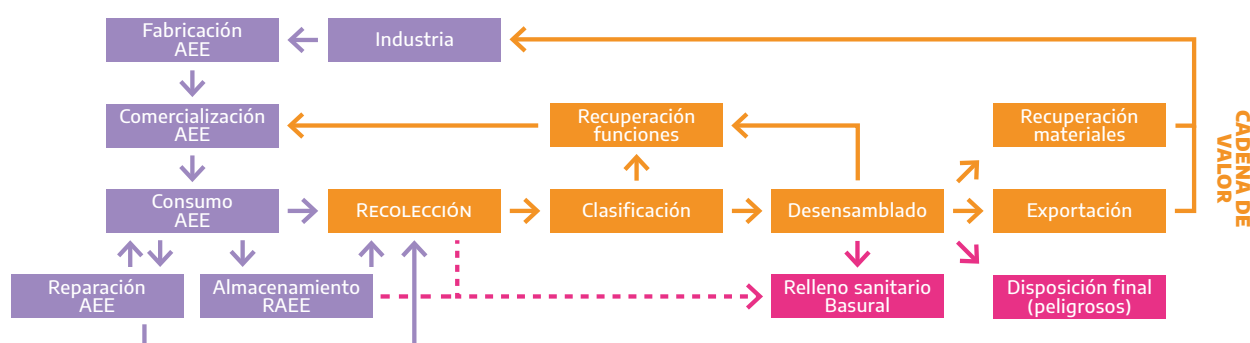 Fabricación
AEE
Industria
Comercialización
AEE
Recuperación
funciones
Recuperación
materiales
CADENA DE
VALOR
Consumo
AEE
RECOLECCIÓN
Clasificación
Desensamblado
Exportación
Reparación
AEE
Almacenamiento
RAEE
Relleno sanitario
Basural
Disposición final
(peligrosos)